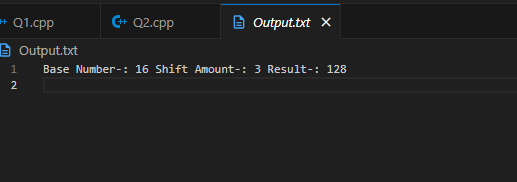 Q1.cpp Q2.cpp Output.txt
Output.txt
1 Base Number-: 16 Shift Amount-: 3 Result-: 128
2